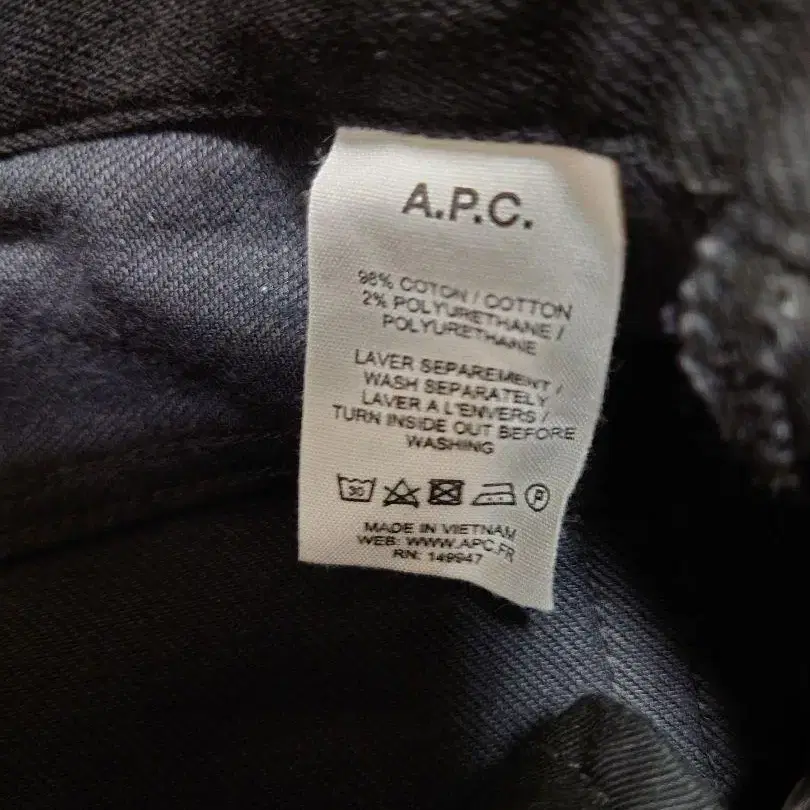 A.P.C.
98% COTON / COTTON
2% POLYURETHANE /
POLYURETHANE
LAVER SEPAREMENT /
WASH SEPARATELY
LAVER A L'ENVERS /
TURN INSIDE OUT BEFORE
WASHING
30 P
MADE IN VIETNAM
WEB: WWW.APC.FR
RN: 149947